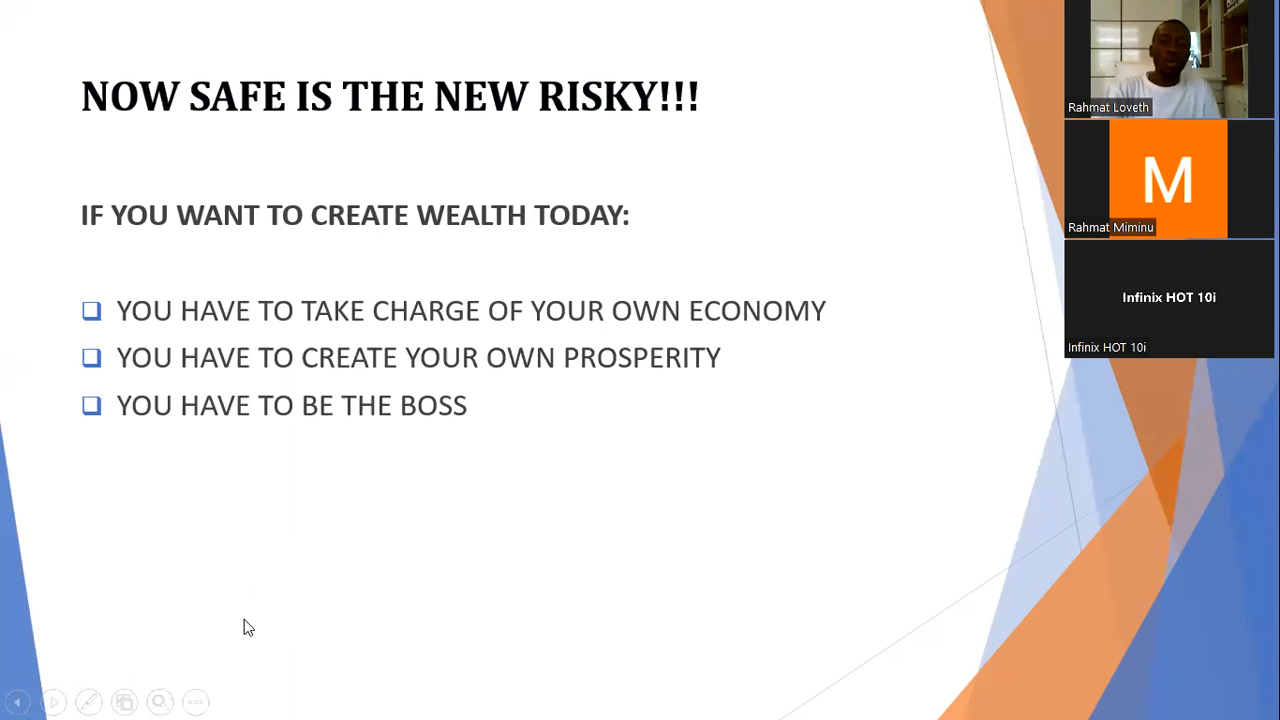 NOW SAFE IS THE NEW RISKY!!!
IF YOU WANT TO CREATE WEALTH TODAY:
YOU HAVE TO TAKE CHARGE OF YOUR OWN ECONOMY
YOU HAVE TO CREATE YOUR OWN PROSPERITY
YOU HAVE TO BE THE BOSS
Rahmat Loveth
M
Rahmat Miminu
Infinix HOT 10i
Infinix HOT 10i